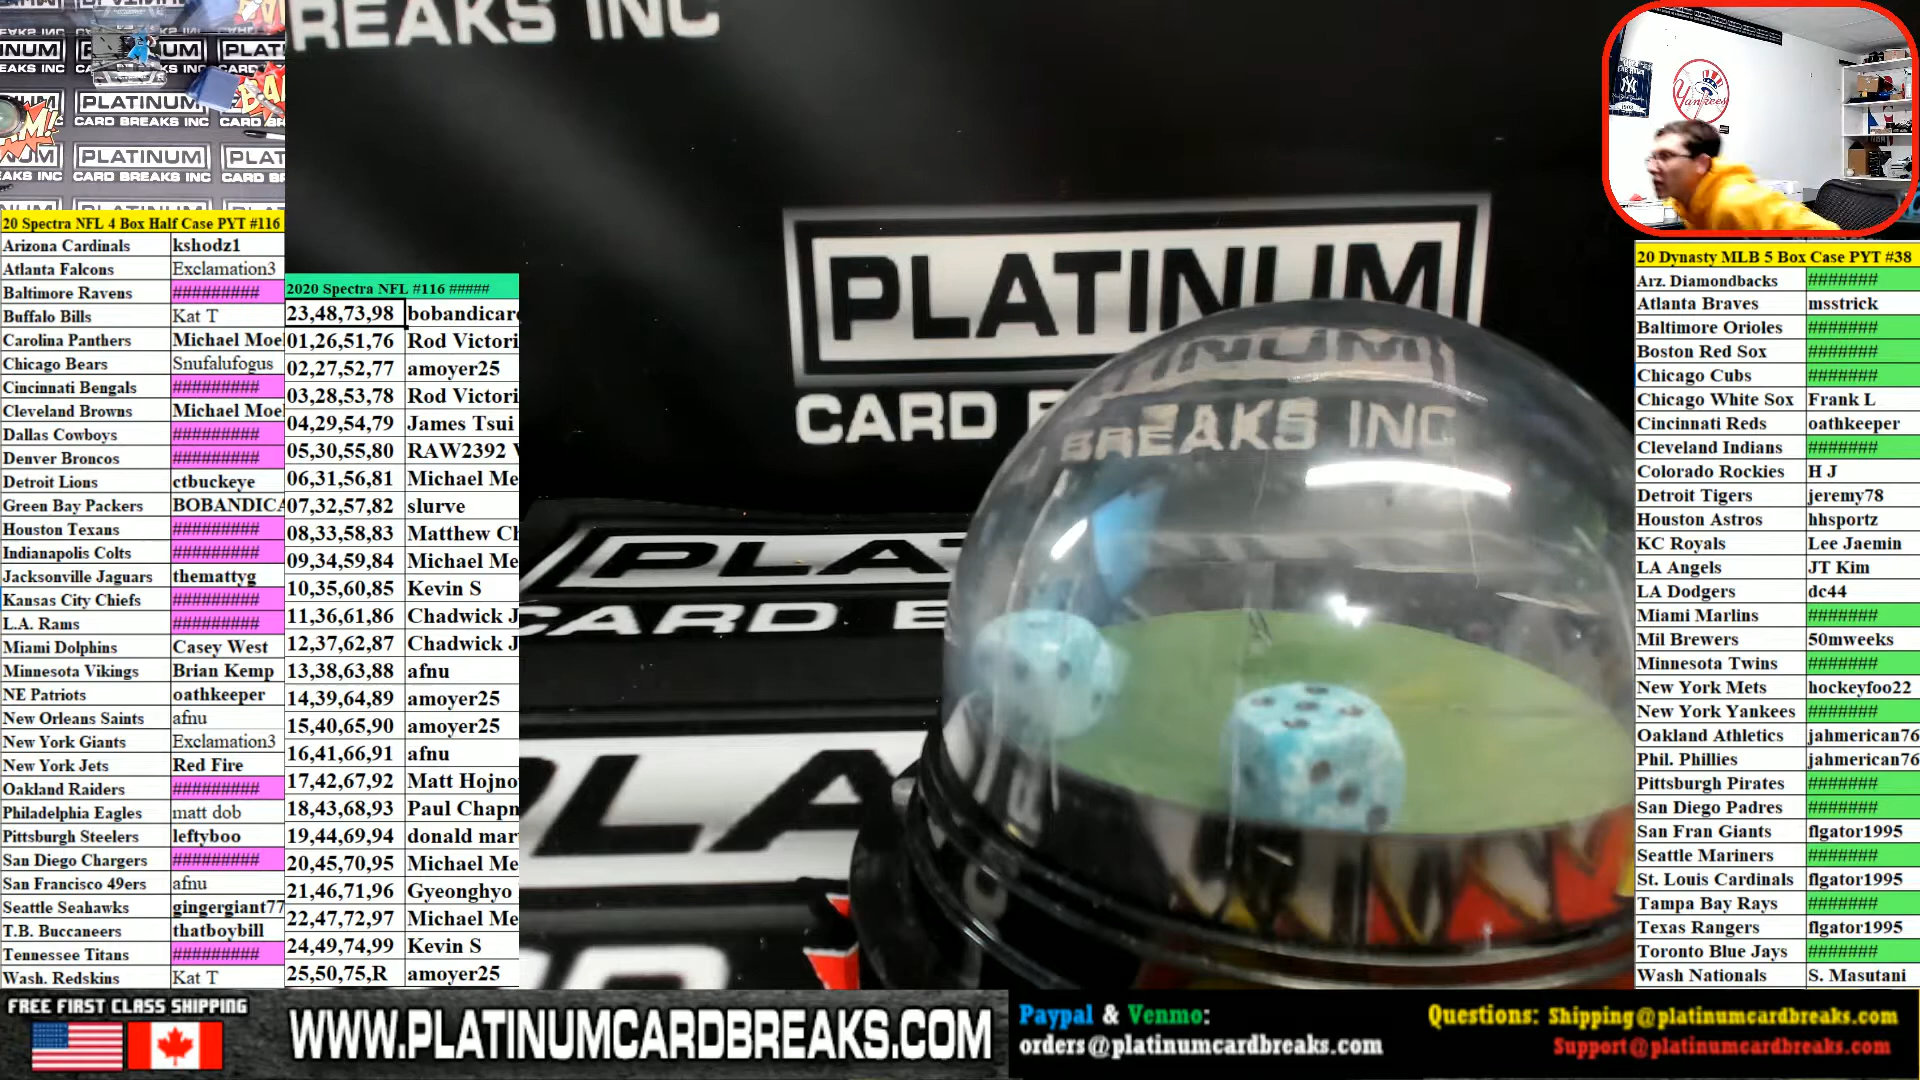 REAKS INC
PLATINUM
CARD BREAKS INC
PLATINUM
CARD
PLATINUM
BREAKS INC
PLA
CARD B
Yankees
20 Spectra NFL 4 Box Half Case PYT #116
Arizona Cardinals kshodz1
Atlanta Falcons Exclamation3
Baltimore Ravens #########
Buffalo Bills Kat T
Carolina Panthers Michael Moe
Chicago Bears Snufalufogus
Cincinnati Bengals #########
Cleveland Browns Michael Moe
Dallas Cowboys #########
Denver Broncos #########
Detroit Lions ctbuckeye
Green Bay Packers BOBANDICA
Houston Texans #########
Indianapolis Colts #########
Jacksonville Jaguars themattyg
Kansas City Chiefs #########
L.A. Rams #########
Miami Dolphins Casey West
Minnesota Vikings Brian Kemp
NE Patriots oathkeeper
New Orleans Saints afnu
New York Giants Exclamation3
New York Jets Red Fire
Oakland Raiders #########
Philadelphia Eagles matt dob
Pittsburgh Steelers leftyboo
San Diego Chargers #########
San Francisco 49ers afnu
Seattle Seahawks gingergiant77
T.B. Buccaneers thatboybill
Tennessee Titans #########
Wash. Redskins Kat T
2020 Spectra NFL #116 #####
23,48,73,98 bobandicar
01,26,51,76 Rod Victori
02,27,52,77 amoyer25
03,28,53,78 Rod Victori
04,29,54,79 James Tsui
05,30,55,80 RAW2392 V
06,31,56,81 Michael Me
07,32,57,82 slurve
08,33,58,83 Matthew Ch
09,34,59,84 Michael Me
10,35,60,85 Kevin S
11,36,61,86 Chadwick J
12,37,62,87 Chadwick J
13,38,63,88 afnu
14,39,64,89 amoyer25
15,40,65,90 amoyer25
16,41,66,91 afnu
17,42,67,92 Matt Hojno
18,43,68,93 Paul Chapn
19,44,69,94 donald mar
20,45,70,95 Michael Me
21,46,71,96 Gyeonghyo
22,47,72,97 Michael Me
24,49,74,99 Kevin S
25,50,75,R amoyer25
20 Dynasty MLB 5 Box Case PYT #38
Arz. Diamondbacks #######
Atlanta Braves msstrick
Baltimore Orioles #######
Boston Red Sox #######
Chicago Cubs #######
Chicago White Sox Frank L
Cincinnati Reds oathkeeper
Cleveland Indians #######
Colorado Rockies H J
Detroit Tigers jeremy78
Houston Astros hhsportz
KC Royals Lee Jaemin
LA Angels JT Kim
LA Dodgers dc44
Miami Marlins #######
Mil Brewers 50mweeks
Minnesota Twins #######
New York Mets hockeyfoo22
New York Yankees #######
Oakland Athletics jahmerican76
Phil. Phillies jahmerican76
Pittsburgh Pirates #######
San Diego Padres #######
San Fran Giants flgator1995
Seattle Mariners #######
St. Louis Cardinals flgator1995
Tampa Bay Rays #######
Texas Rangers flgator1995
Toronto Blue Jays #######
Wash Nationals S. Masutani
FREE FIRST CLASS SHIPPING
WWW.PLATINUMCARDBREAKS.COM
Paypal & Venmo:
orders@platinumcardbreaks.com
Questions: Shipping@platinumcardbreaks.com
Support@platinumcardbreaks.com